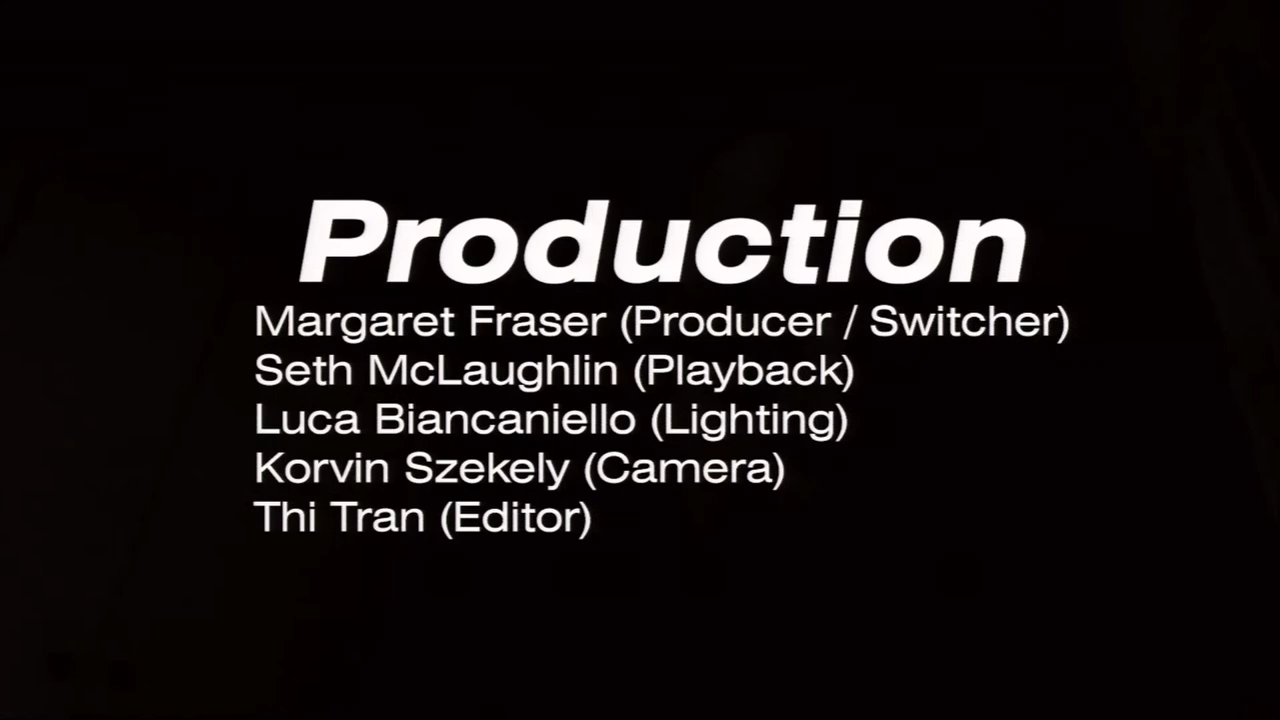 Production
Margaret Fraser (Producer / Switcher)
Seth McLaughlin (Playback)
Luca Biancaniello (Lighting)
Korvin Szekely (Camera)
Thi Tran (Editor)